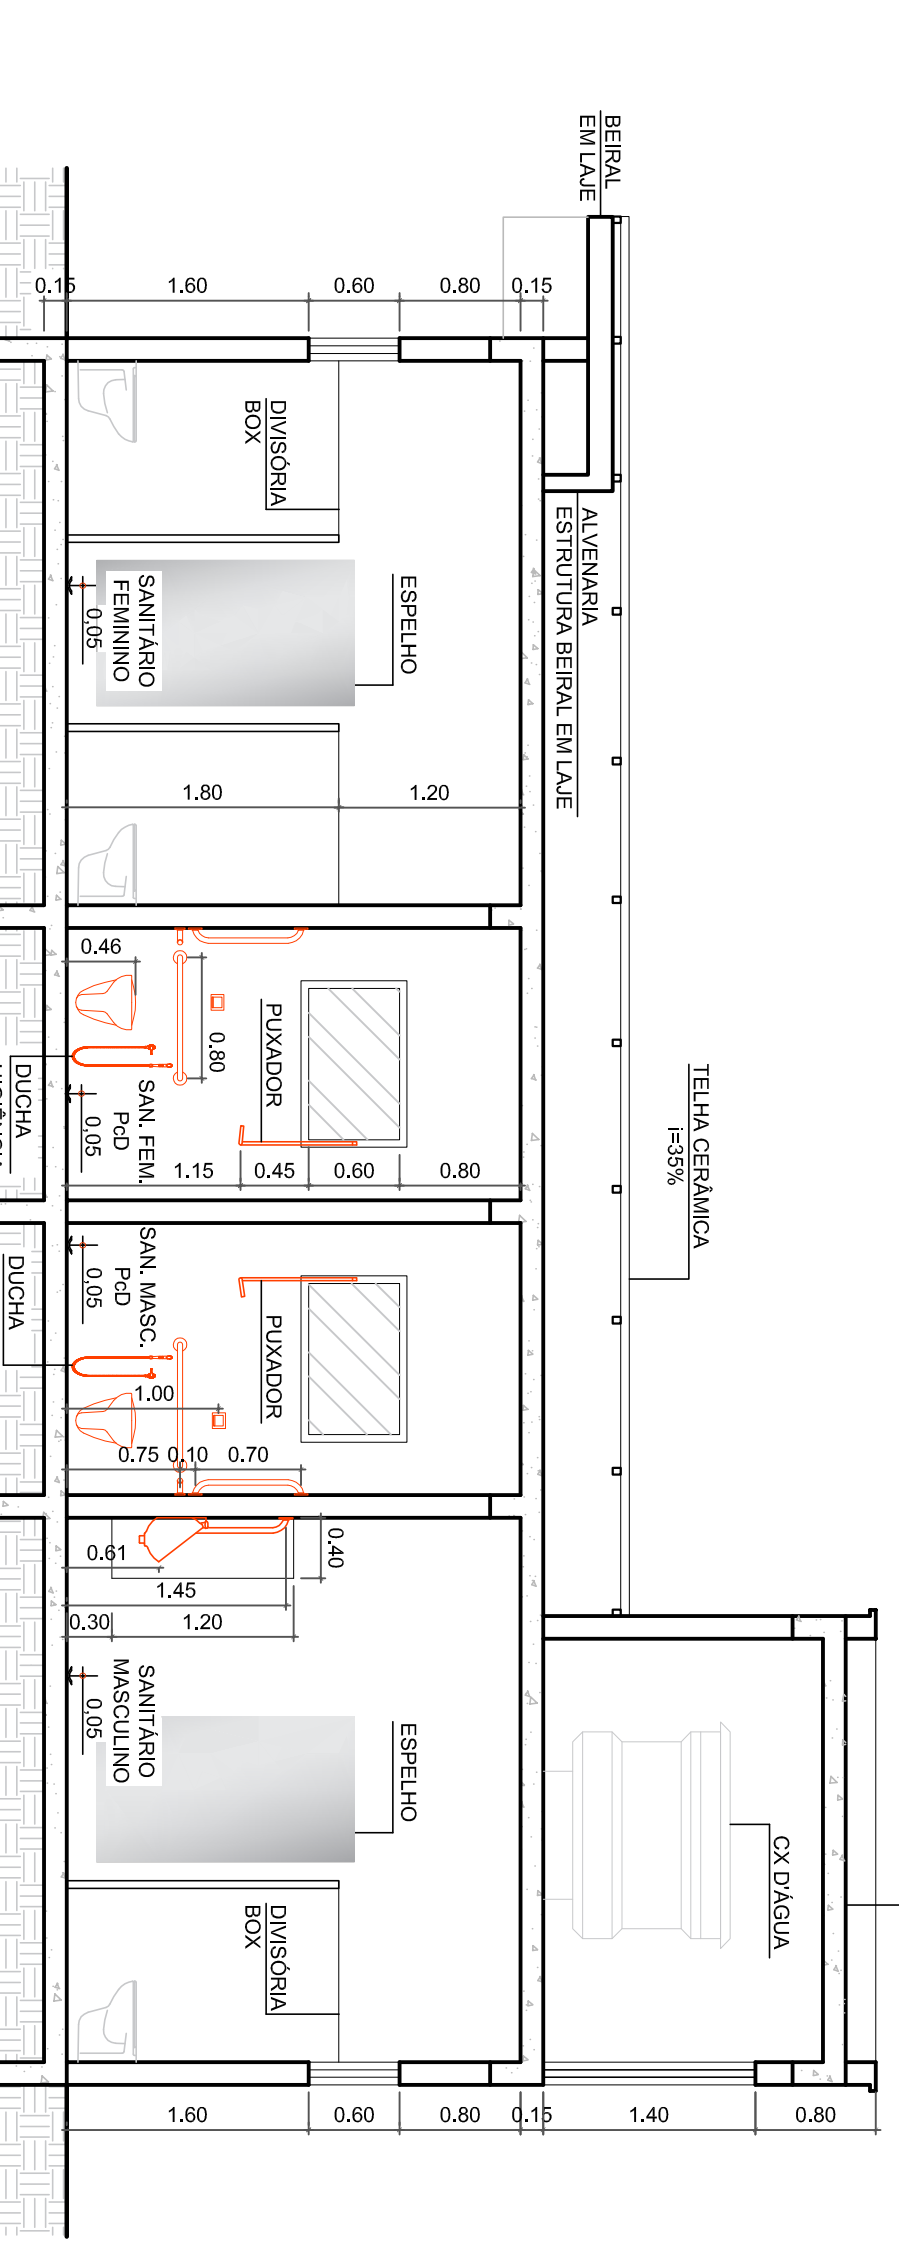 BEIRAL
EM LAJE
0.15
1.60
0.60
0.80
0.15
DIVISÓRIA
BOX
ESPELHO
SANITÁRIO
FEMININO
0,05
ALVENARIA
ESTRUTURA BEIRAL EM LAJE
1.80
1.20
TELHA CERÂMICA
i=35%
0.46
0.80
PUXADOR
DUCHA
SAN. FEM.
PcD
0,05
1.15
0.45
0.60
0.80
SAN. MASC.
PcD
0,05
DUCHA
PUXADOR
1.00
0.75
0.10
0.70
0.40
0.61
1.45
0.30
1.20
SANITÁRIO
MASCULINO
0,05
ESPELHO
CX D'ÁGUA
DIVISÓRIA
BOX
1.60
0.60
0.80
0.15
1.40
0.80